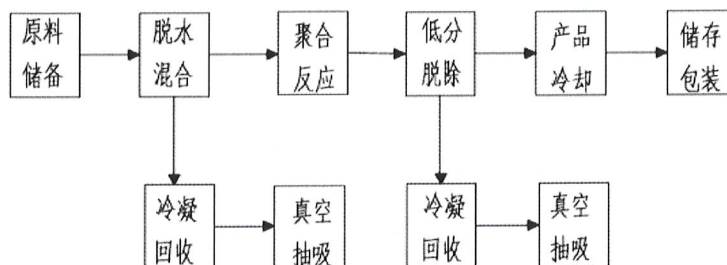 原料
储备
脱水
混合
聚合
反应
低分
脱除
产品
冷却
储存
包装
冷凝
回收
真空
抽吸
冷凝
回收
真空
抽吸